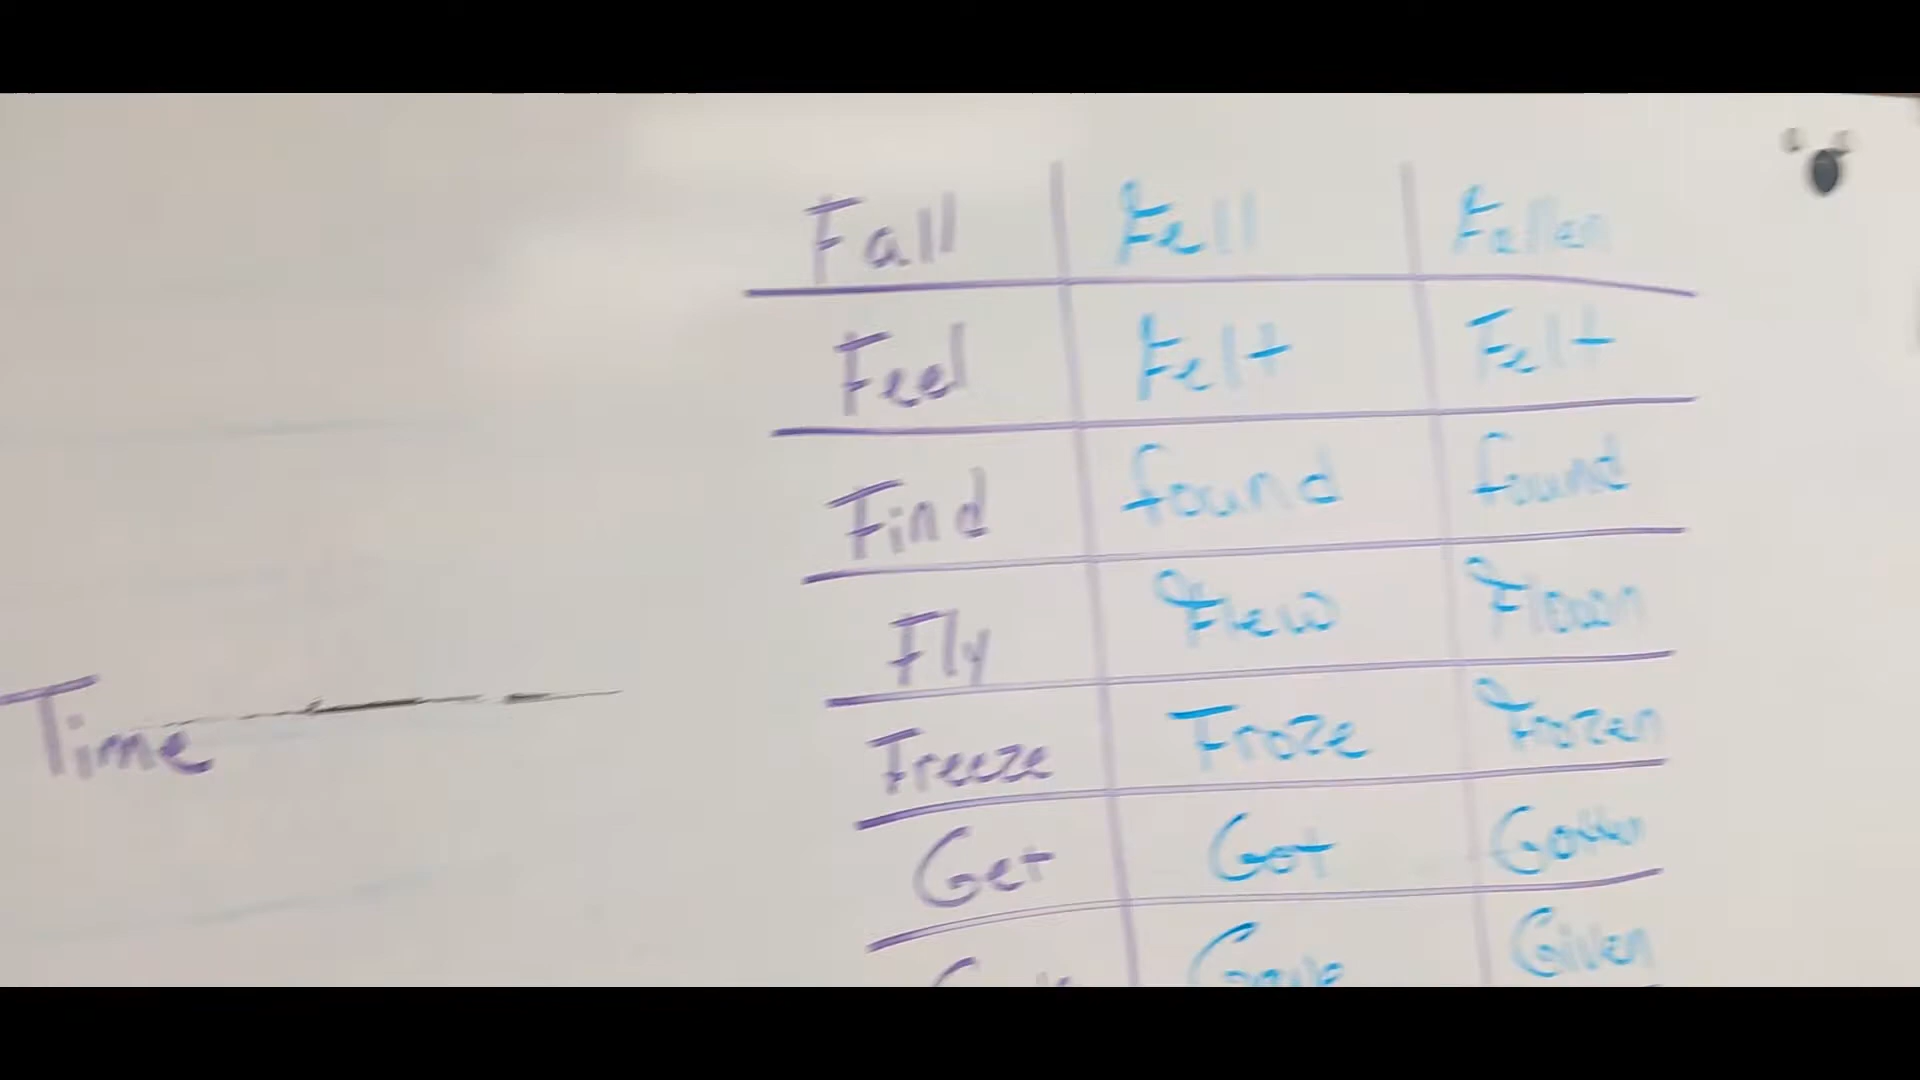 Fall Fell Fallen
Feel Felt Felt
Find found found
Fly Flew Flown
Time
Freeze Froze Frozen
Get Got Gotten
Gave Given